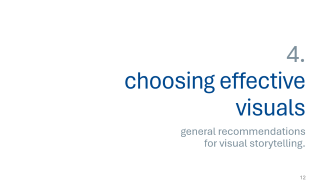 4.
choosing effective
visuals
general recommendations
for visual storytelling.
12